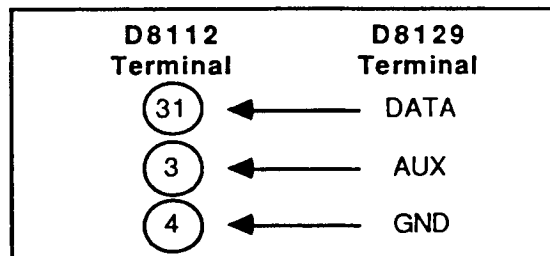 D8112 D8129
Terminal Terminal
31 DATA
3 AUX
4 GND